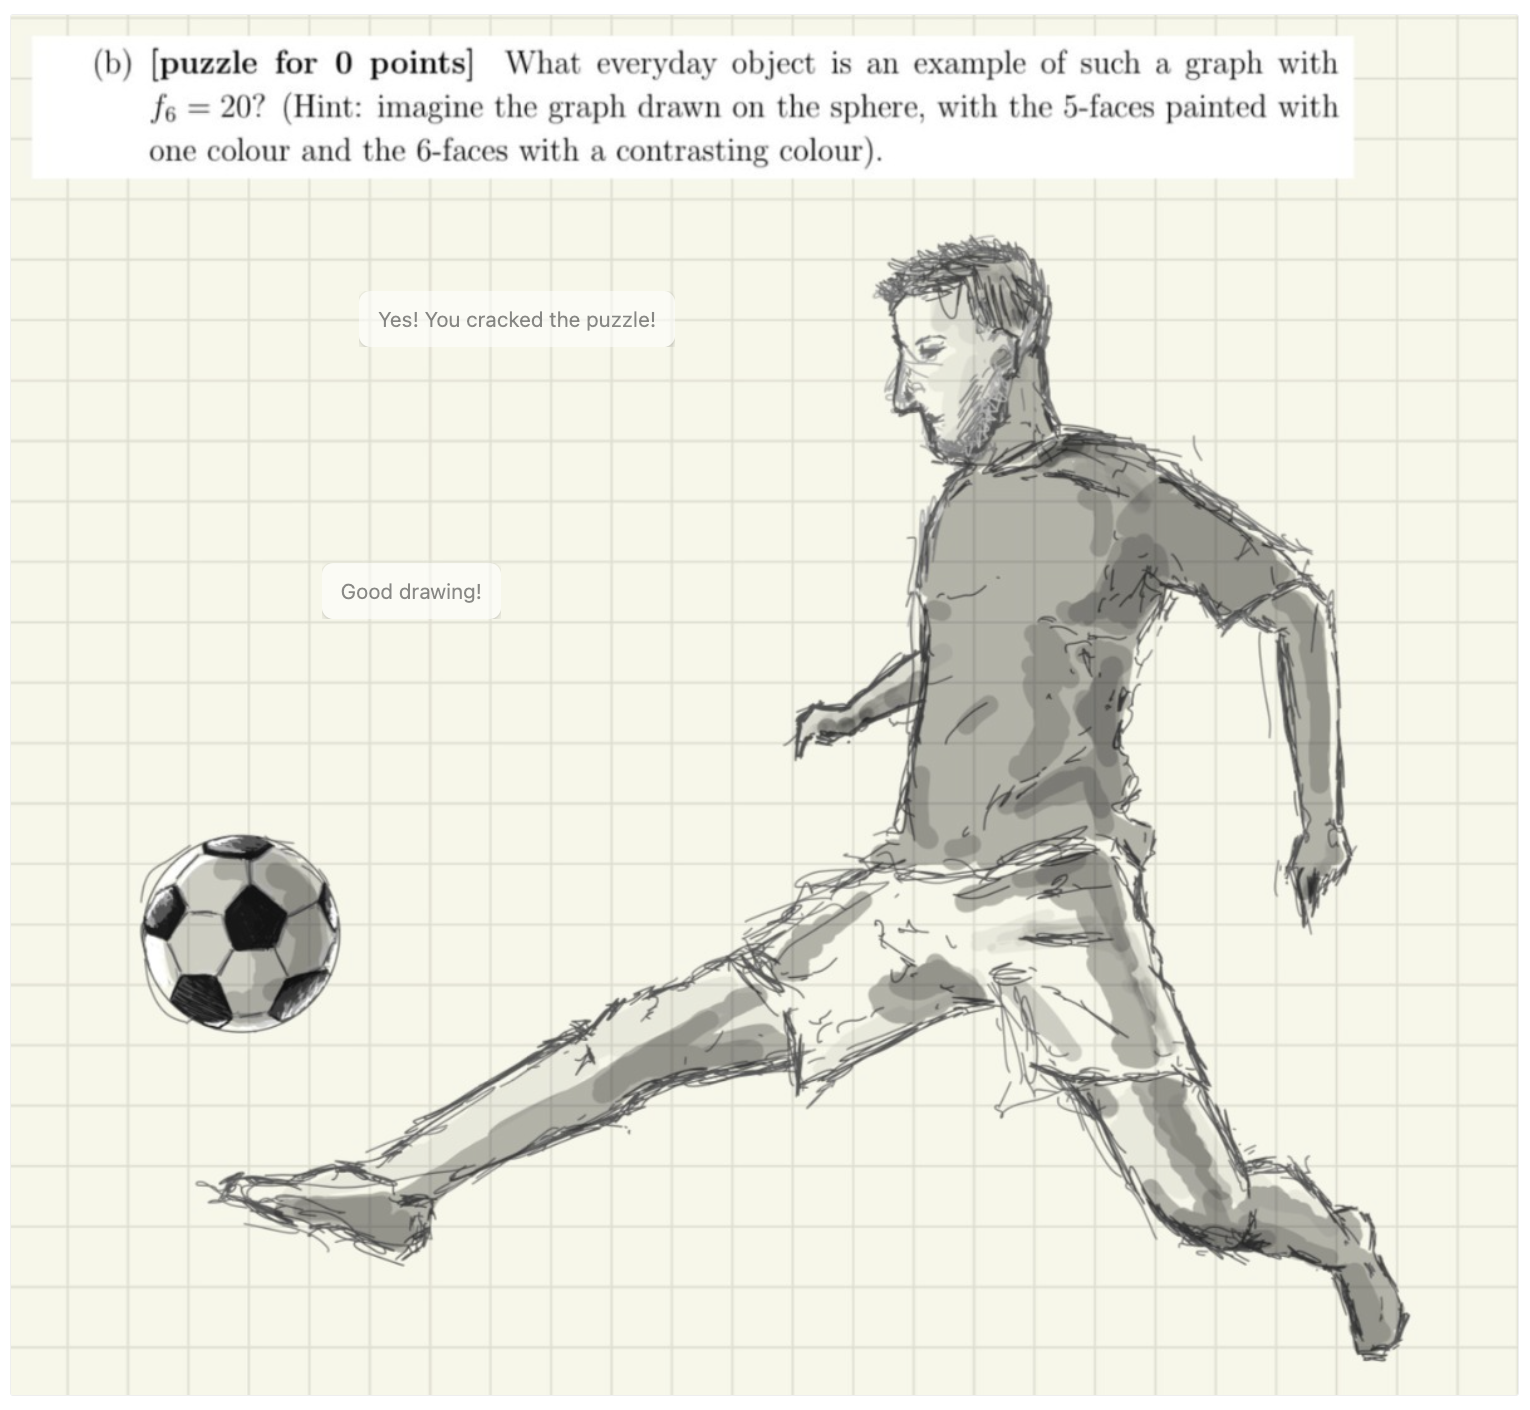 (b) [puzzle for 0 points] What everyday object is an example of such a graph with
f₆ = 20? (Hint: imagine the graph drawn on the sphere, with the 5-faces painted with
one colour and the 6-faces with a contrasting colour).
Yes! You cracked the puzzle!
Good drawing!